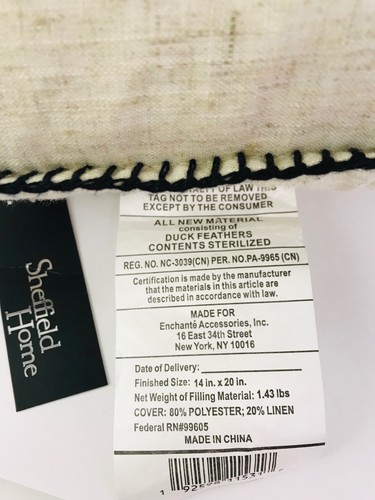 OF LAW THIS
TAG NOT TO BE REMOVED
EXCEPT BY THE CONSUMER
ALL NEW MATERIAL
consisting of
DUCK FEATHERS
CONTENTS STERILIZED
REG. NO. NC-3039(CN) PER. NO.PA-9965 (CN)
Certification is made by the manufacturer
that the materials in this article are
described in accordance with law.
MADE FOR
Enchanté Accessories, Inc.
16 East 34th Street
New York, NY 10016
Date of Delivery:
Finished Size: 14 in. x 20 in.
Net Weight of Filling Material: 1.43 lbs
COVER: 80% POLYESTER; 20% LINEN
Federal RN#99605
MADE IN CHINA
Sheffield
Home